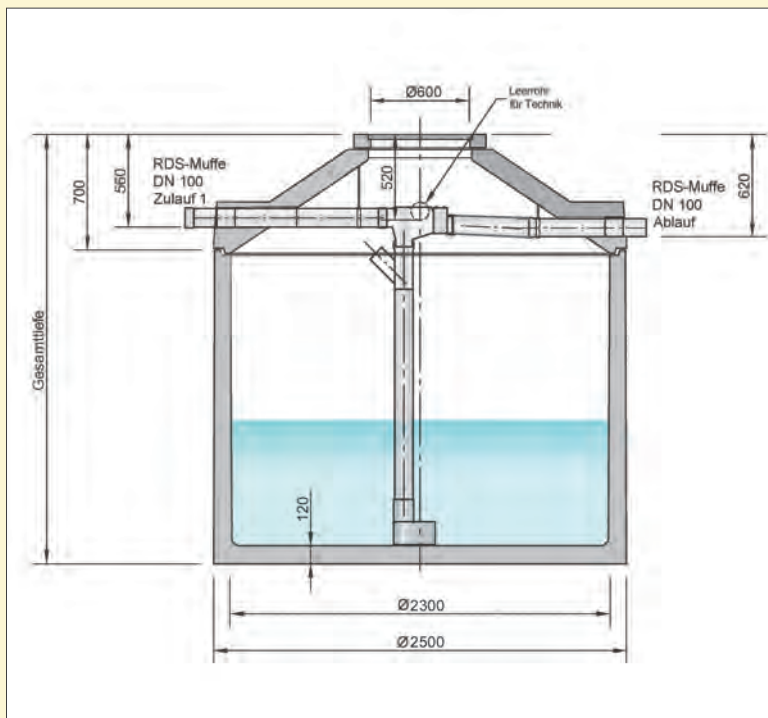 Ø600
Leerrohr
für Technik
RDS-Muffe
DN 100
Zulauf 1
700
560
520
RDS-Muffe
DN 100
Ablauf
620
Gesamttiefe
120
Ø2300
Ø2500